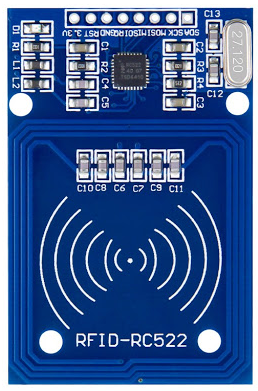 C13
SDA SCK MOSI MISO IRQ GND RST 3.3V
27.120
D1
R1
L1
L2
C1
R2
C4
C5
C2
R3
R4
C3
C12
C10 C8 C6 C7 C9 C11
RFID-RC522